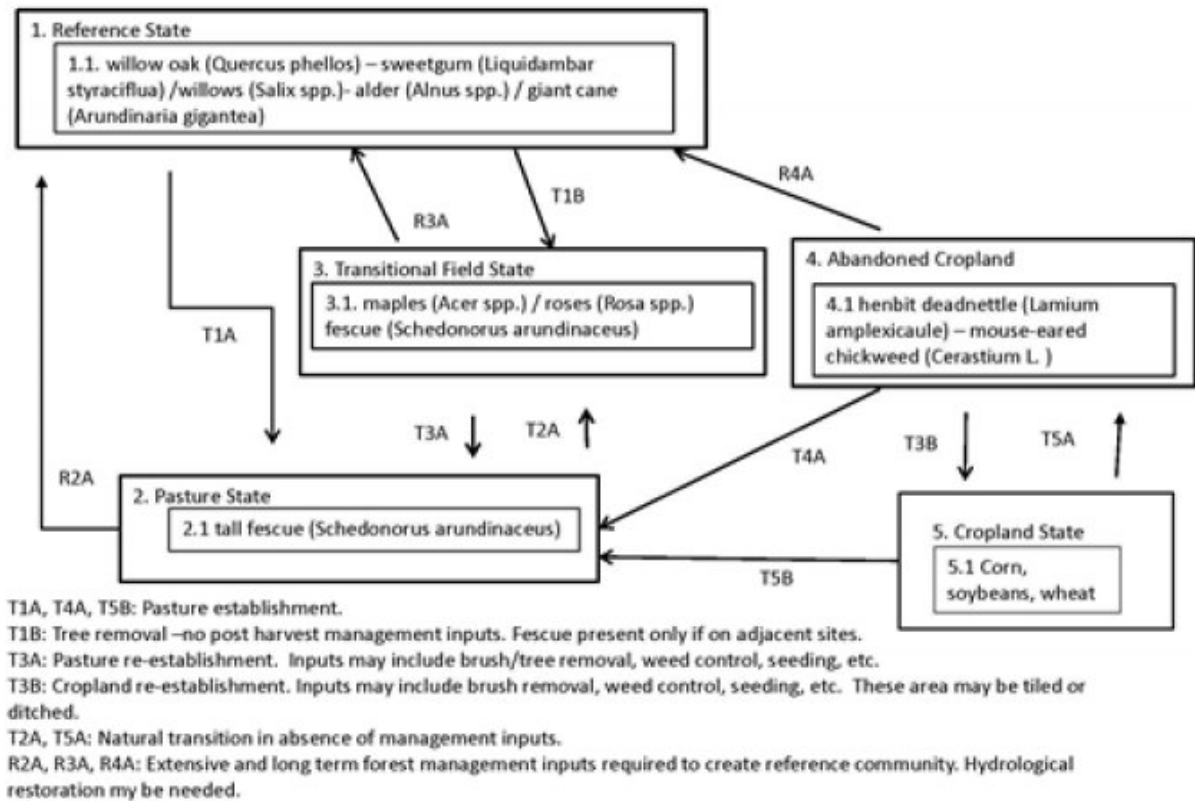 1. Reference State
1.1. willow oak (Quercus phellos) – sweetgum (Liquidambar
styraciflua) /willows (Salix spp.)- alder (Alnus spp.) / giant cane
(Arundinaria gigantea)
R4A
T1B
R3A
3. Transitional Field State
3.1. maples (Acer spp.) / roses (Rosa spp.)
fescue (Schedonorus arundinaceus)
4. Abandoned Cropland
4.1 henbit deadnettle (Lamium
amplexicaule) – mouse-eared
chickweed (Cerastium L. )
T1A
T3A
T2A
T4A
T3B
T5A
R2A
2. Pasture State
2.1 tall fescue (Schedonorus arundinaceus)
5. Cropland State
5.1 Corn,
soybeans, wheat
T5B
T1A, T4A, T5B: Pasture establishment.
T1B: Tree removal –no post harvest management inputs. Fescue present only if on adjacent sites.
T3A: Pasture re-establishment.  Inputs may include brush/tree removal, weed control, seeding, etc.
T3B: Cropland re-establishment. Inputs may include brush removal, weed control, seeding, etc.  These area may be tiled or
ditched.
T2A, T5A: Natural transition in absence of management inputs.
R2A, R3A, R4A: Extensive and long term forest management inputs required to create reference community. Hydrological
restoration my be needed.